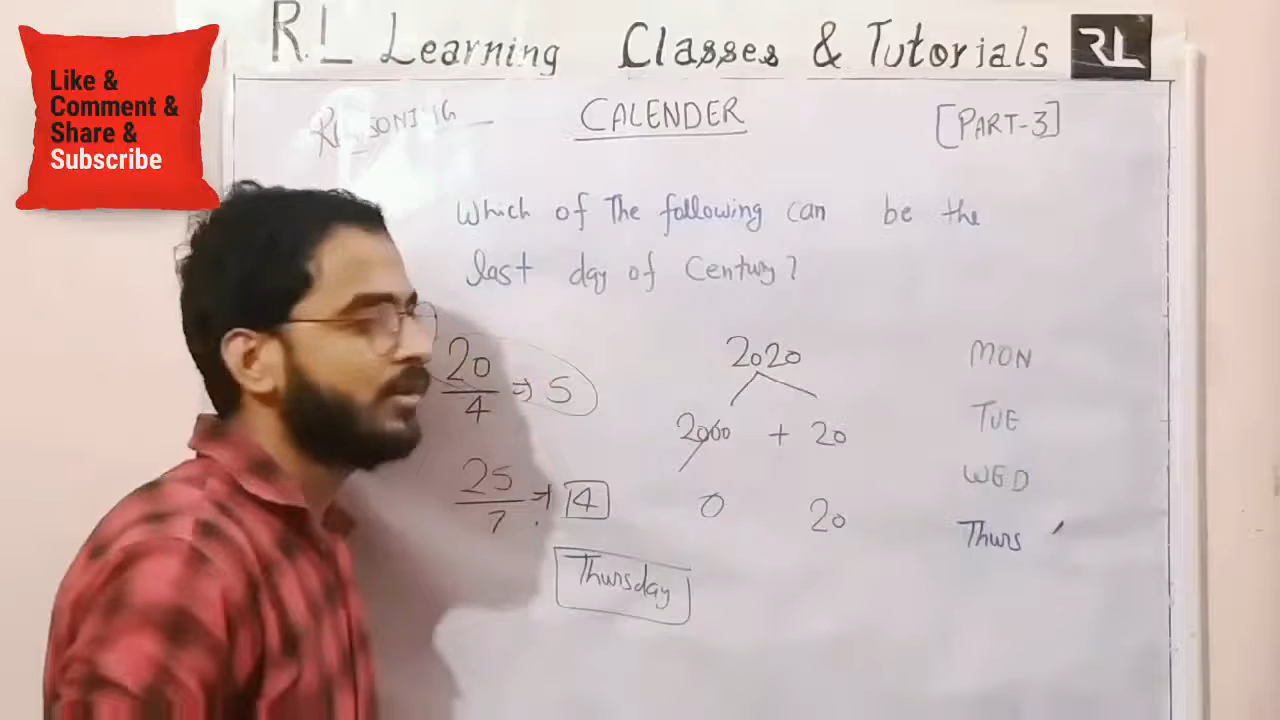 R.L Learning Classes & Tutorials RL
Like &
Comment &
Share &
Subscribe
CALENDER
[PART-3]
Which of The following can be the
last day of Century?
20/4 => 5
2020
2000 + 20
0 20
25/7 => 4
Thursday
MON
TUE
WED
Thurs